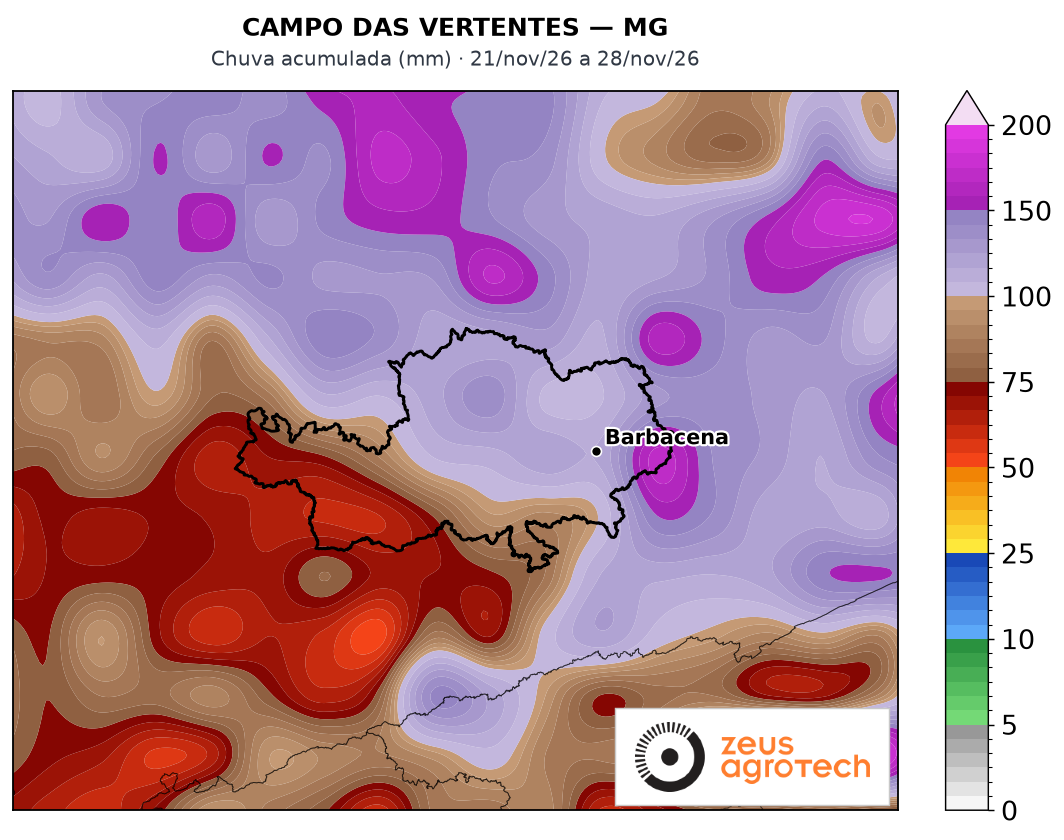 CAMPO DAS VERTENTES — MG
Chuva acumulada (mm) · 21/nov/26 a 28/nov/26
200
150
100
75
50
25
10
5
0
Barbacena
zeus
agrotech